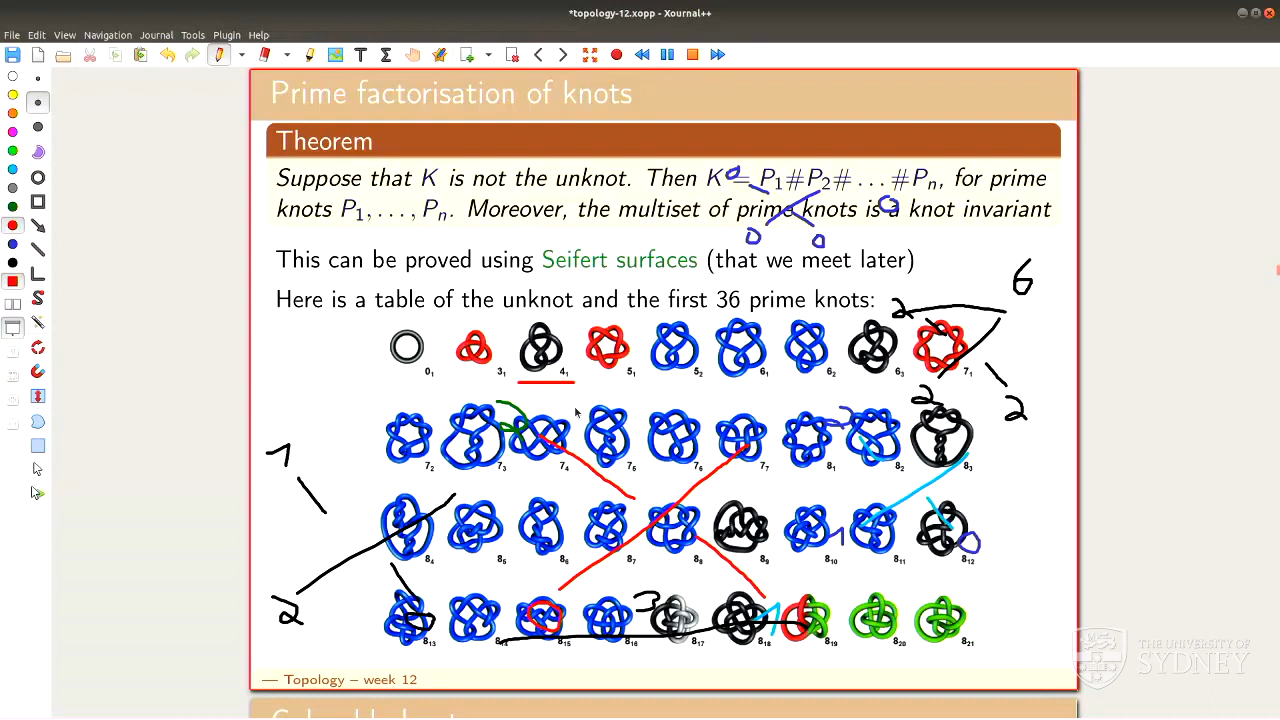 *topology-12.xopp - Xournal++
File Edit View Navigation Journal Tools Plugin Help
Prime factorisation of knots
Theorem
Suppose that K is not the unknot. Then K = P₁#P₂# … #Pₙ, for prime
knots P₁, …, Pₙ. Moreover, the multiset of prime knots is a knot invariant
This can be proved using Seifert surfaces (that we meet later)
Here is a table of the unknot and the first 36 prime knots:
6
2
0₁ 3₁ 4₁ 5₁ 5₂ 6₁ 6₂ 6₃ 7₁
2 2
7₂ 7₃ 7₄ 7₅ 7₆ 7₇ 8₁ 8₂ 8₃
1
8₄ 8₅ 8₆ 8₇ 8₈ 8₉ 8₁₀ 8₁₁ 8₁₂
2 3 1
8₁₃ 8₁₄ 8₁₅ 8₁₆ 8₁₇ 8₁₈ 8₁₉ 8₂₀ 8₂₁
THE UNIVERSITY OF
SYDNEY
— Topology – week 12